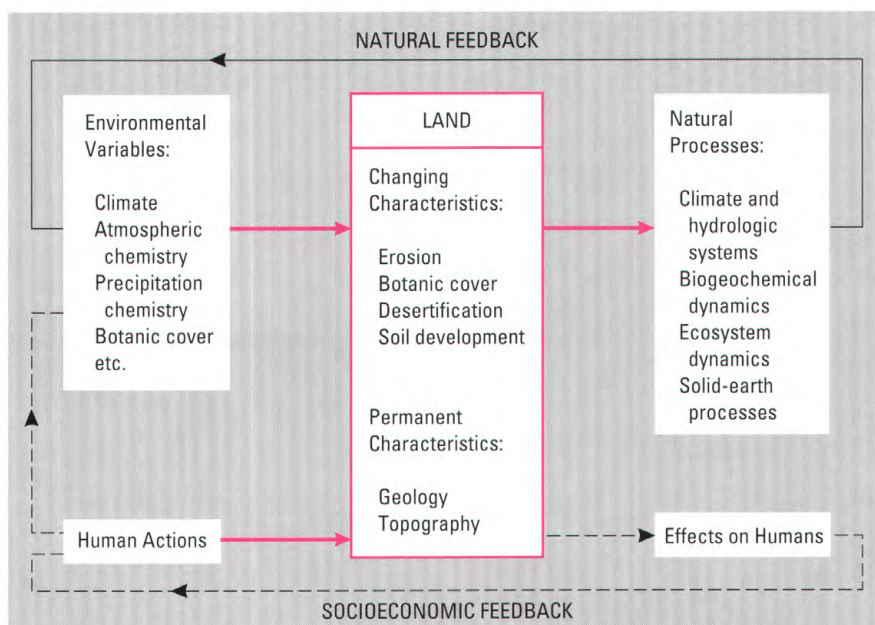 NATURAL FEEDBACK
Environmental
Variables:
Climate
Atmospheric
chemistry
Precipitation
chemistry
Botanic cover
etc.
LAND
Changing
Characteristics:
Erosion
Botanic cover
Desertification
Soil development
Permanent
Characteristics:
Geology
Topography
Natural
Processes:
Climate and
hydrologic
systems
Biogeochemical
dynamics
Ecosystem
dynamics
Solid-earth
processes
Human Actions
Effects on Humans
SOCIOECONOMIC FEEDBACK